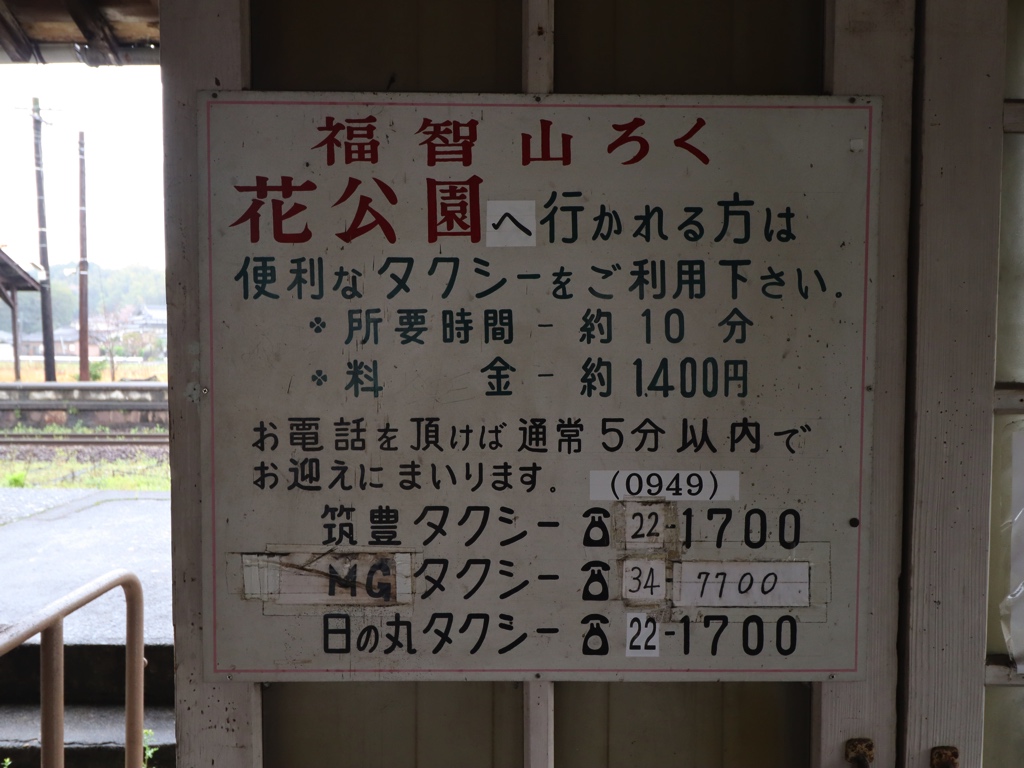 福智山ろく
花公園へ行かれる方は
便利なタクシーをご利用下さい.
所要時間-約10分
料金-約1.400円
お電話を頂けば通常5分以内で
お迎えにまいります.
(0949)
筑豊タクシー☎22-1700
MGタクシー☎34-7700
日の丸タクシー☎22-1700